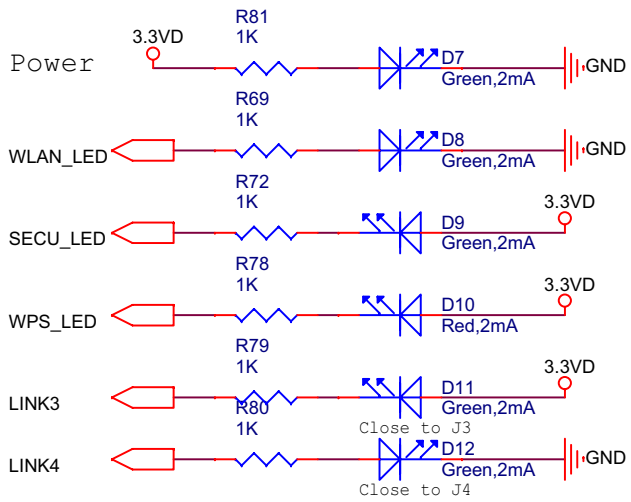 R81
1K
3.3VD
Power
D7
Green,2mA
GND
R69
1K
WLAN_LED
D8
Green,2mA
GND
R72
1K
SECU_LED
D9
Green,2mA
3.3VD
R78
1K
WPS_LED
D10
Red,2mA
3.3VD
R79
1K
LINK3
D11
Green,2mA
3.3VD
Close to J3
R80
1K
LINK4
D12
Green,2mA
GND
Close to J4